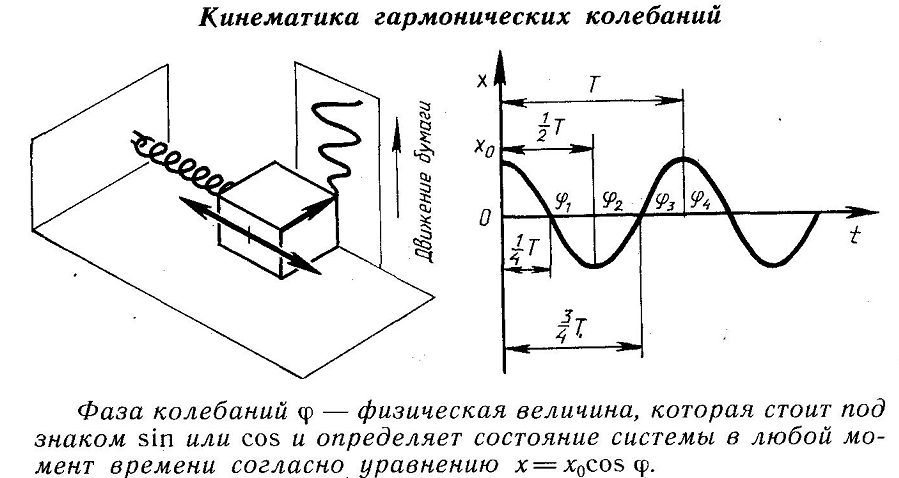 Кинематика гармонических колебаний
Движение бумаги
x
T
1/2 T
x₀
φ₁ φ₂ φ₃ φ₄
0
t
1/4 T
3/4 T.
Фаза колебаний φ — физическая величина, которая стоит под
знаком sin или cos и определяет состояние системы в любой мо-
мент времени согласно уравнению x = x₀cos φ.